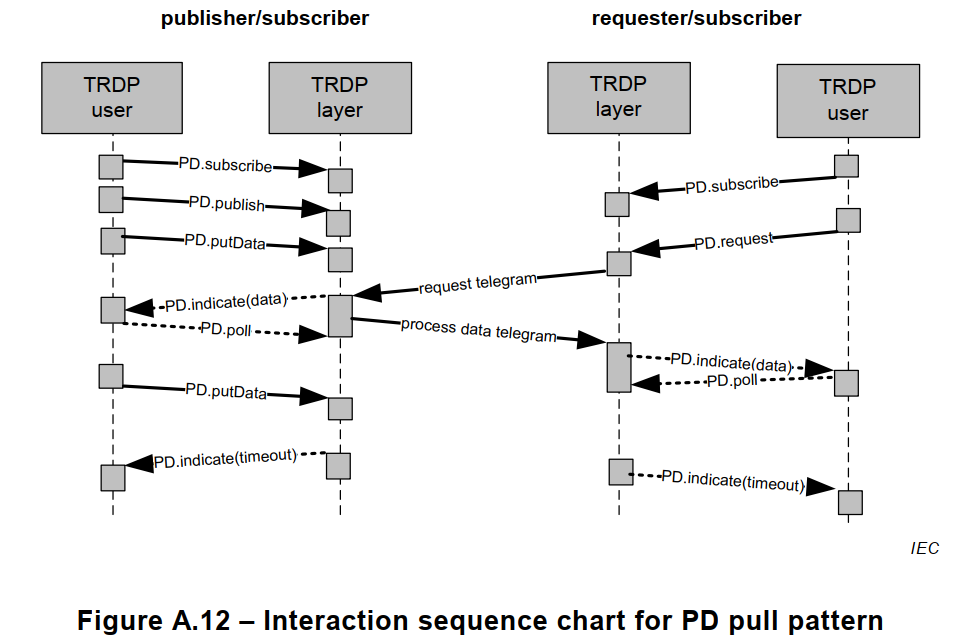 publisher/subscriber
requester/subscriber
TRDP
user
TRDP
layer
TRDP
layer
TRDP
user
PD.subscribe
PD.subscribe
PD.publish
PD.putData
PD.request
request telegram
PD.indicate(data)
PD.poll
process data telegram
PD.indicate(data)
PD.poll
PD.putData
PD.indicate(timeout)
PD.indicate(timeout)
IEC
Figure A.12 – Interaction sequence chart for PD pull pattern